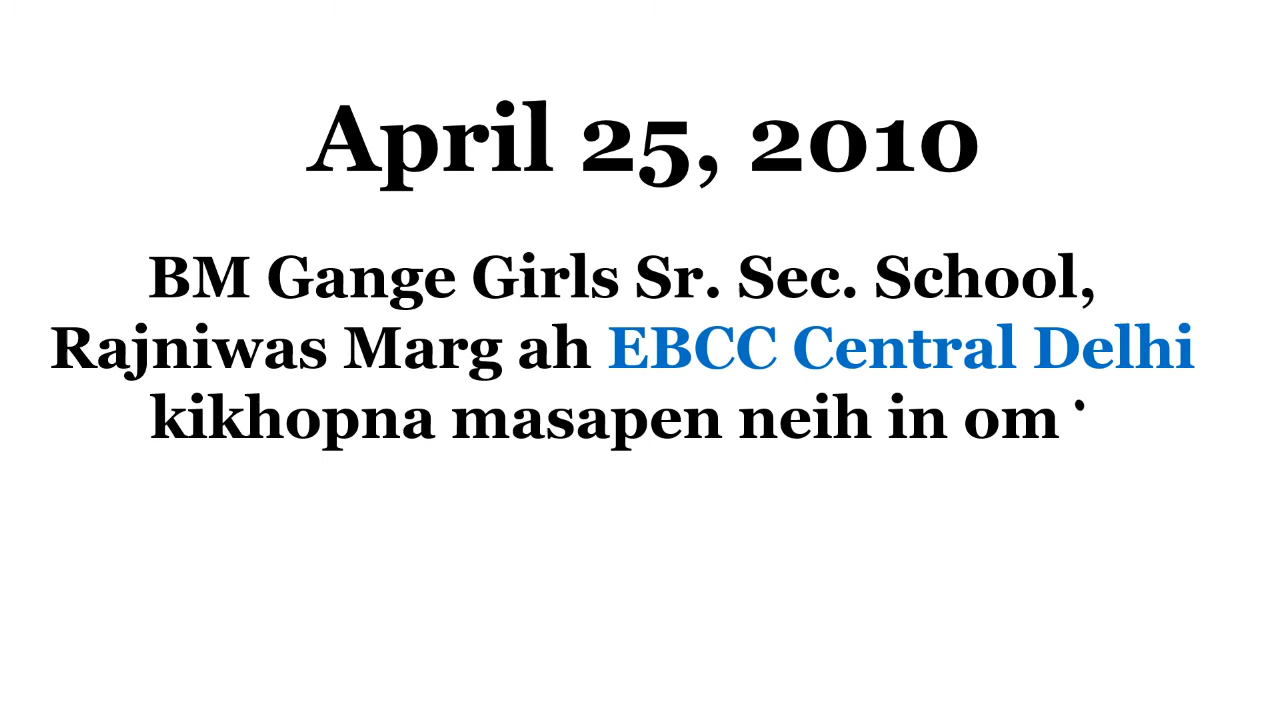 April 25, 2010
BM Gange Girls Sr. Sec. School,
Rajniwas Marg ah EBCC Central Delhi
kikhopna masapen neih in om